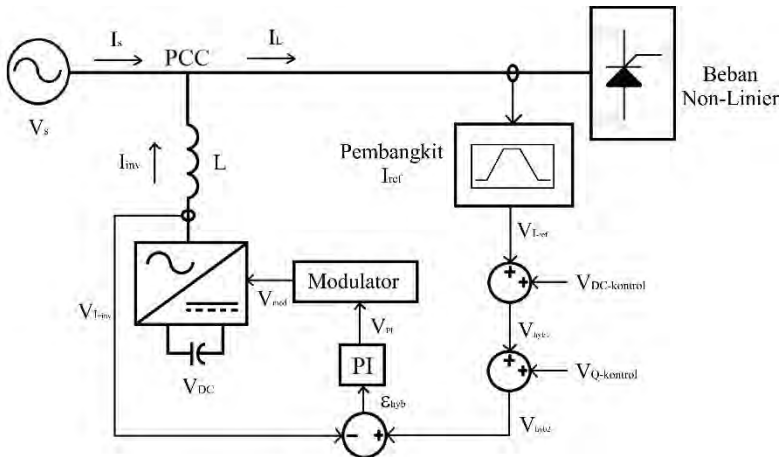 Is
PCC
IL
Vs
Beban
Non-Linier
Iinv
L
Pembangkit
Iref
VI-ref
VDC-kontrol
Modulator
Vmod
VI-inv
VPI
Vhyb1
VDC
PI
VQ-kontrol
εhyb
Vhyb2
+
+
+
+
-
+